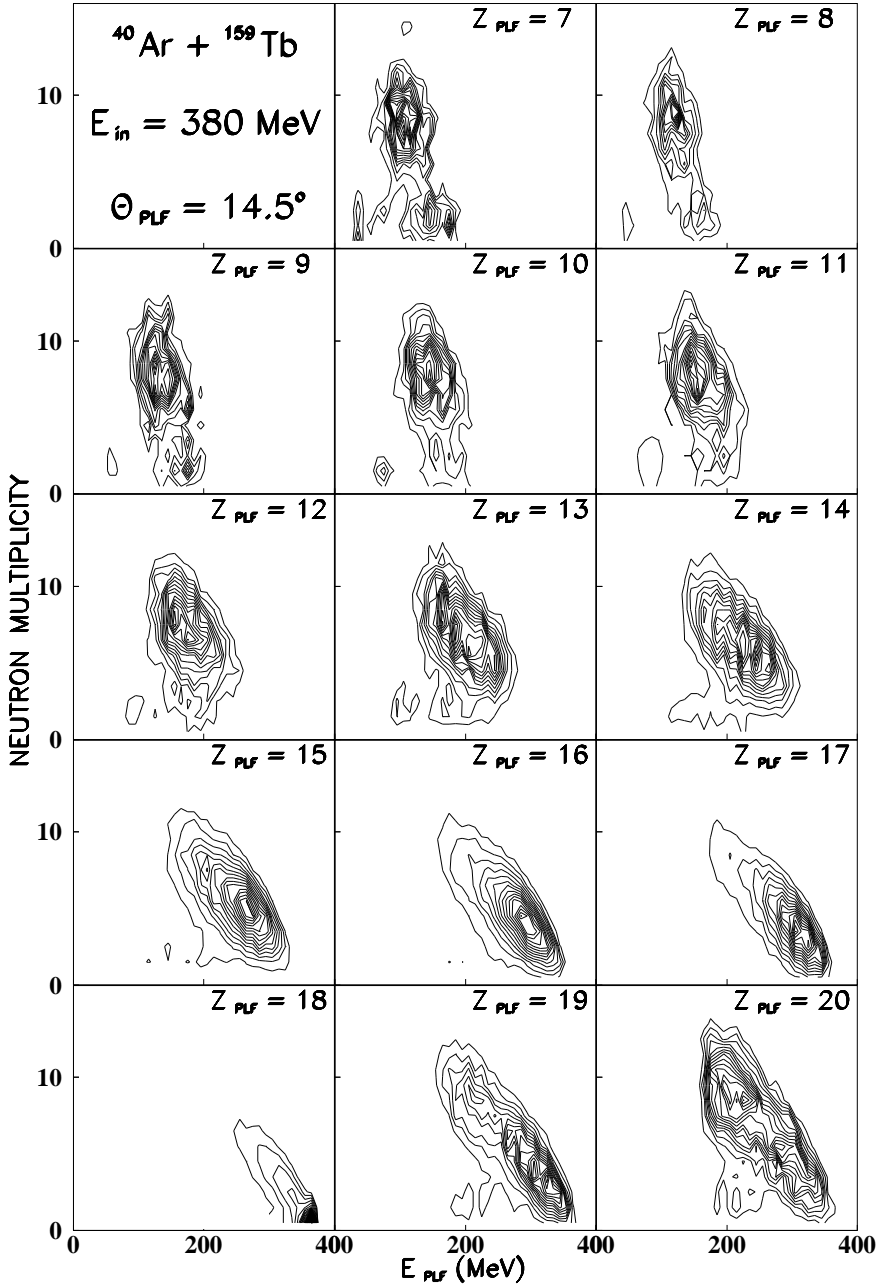 ⁴⁰Ar + ¹⁵⁹Tb
E in = 380 MeV
Θ PLF = 14.5°
Z PLF = 7
Z PLF = 8
10
0
Z PLF = 9
Z PLF = 10
Z PLF = 11
10
0
Z PLF = 12
Z PLF = 13
Z PLF = 14
10
0
Z PLF = 15
Z PLF = 16
Z PLF = 17
10
0
Z PLF = 18
Z PLF = 19
Z PLF = 20
10
0
NEUTRON MULTIPLICITY
0 200 400 200 400 200 400
E PLF (MeV)